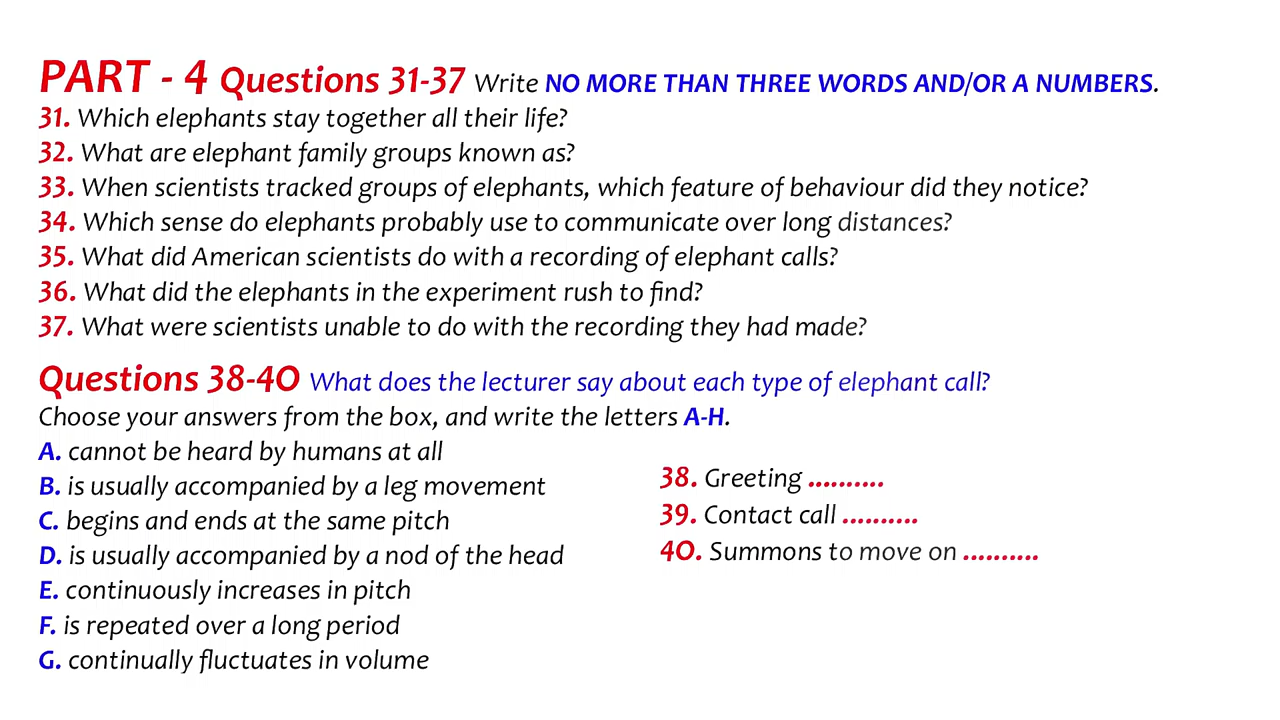 PART - 4 Questions 31-37 Write NO MORE THAN THREE WORDS AND/OR A NUMBERS.
31. Which elephants stay together all their life?
32. What are elephant family groups known as?
33. When scientists tracked groups of elephants, which feature of behaviour did they notice?
34. Which sense do elephants probably use to communicate over long distances?
35. What did American scientists do with a recording of elephant calls?
36. What did the elephants in the experiment rush to find?
37. What were scientists unable to do with the recording they had made?
Questions 38-40 What does the lecturer say about each type of elephant call?
Choose your answers from the box, and write the letters A-H.
A. cannot be heard by humans at all
B. is usually accompanied by a leg movement
C. begins and ends at the same pitch
D. is usually accompanied by a nod of the head
E. continuously increases in pitch
F. is repeated over a long period
G. continually fluctuates in volume
38. Greeting ..........
39. Contact call ..........
40. Summons to move on ..........